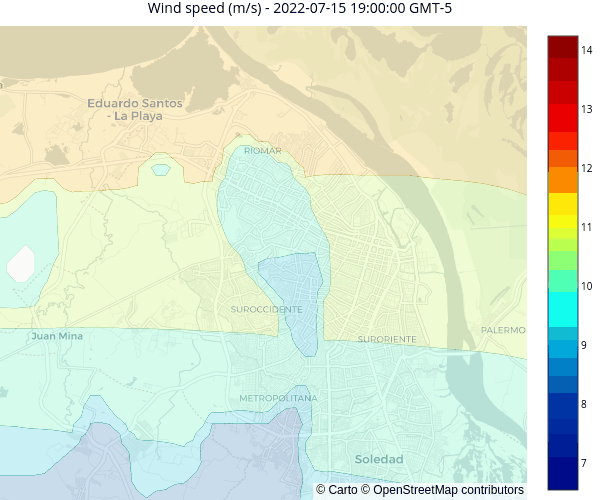 Wind speed (m/s) - 2022-07-15 19:00:00 GMT-5
14
13
12
11
10
9
8
7
Eduardo Santos
- La Playa
RIOMAR
SUROCCIDENTE
Juan Mina
SURORIENTE
PALERMO
METROPOLITANA
Soledad
© Carto © OpenStreetMap contributors